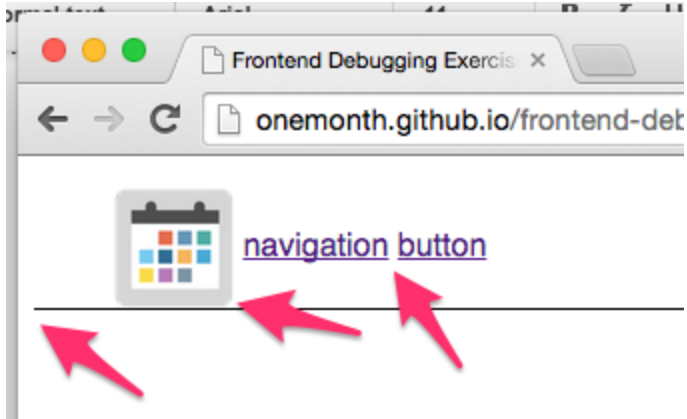 Frontend Debugging Exercis
onemonth.github.io/frontend-deb
navigation button